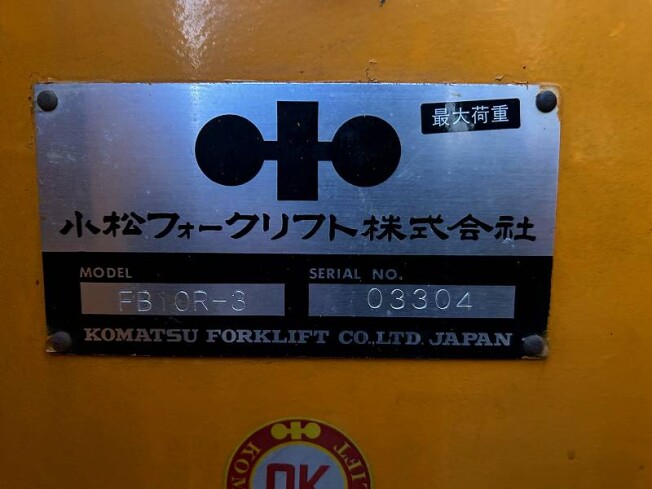 最大荷重
小松フォークリフト株式会社
MODEL SERIAL NO.
FB10R-3 03304
KOMATSU FORKLIFT CO.,LTD. JAPAN
OK